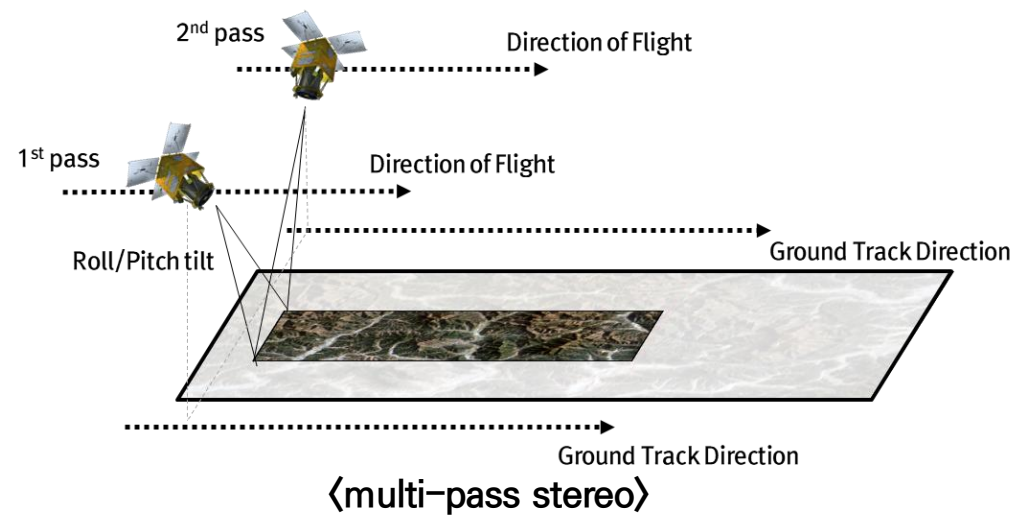 2nd pass
Direction of Flight
1st pass
Direction of Flight
Roll/Pitch tilt
Ground Track Direction
Ground Track Direction
〈multi-pass stereo〉